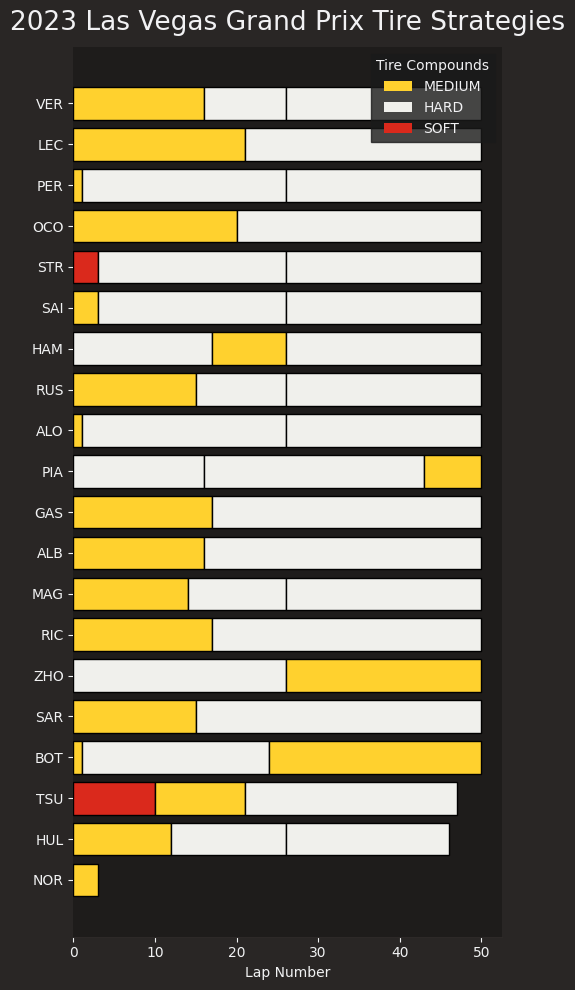 2023 Las Vegas Grand Prix Tire Strategies
Tire Compounds
MEDIUM
HARD
SOFT
VER
LEC
PER
OCO
STR
SAI
HAM
RUS
ALO
PIA
GAS
ALB
MAG
RIC
ZHO
SAR
BOT
TSU
HUL
NOR
0 10 20 30 40 50
Lap Number